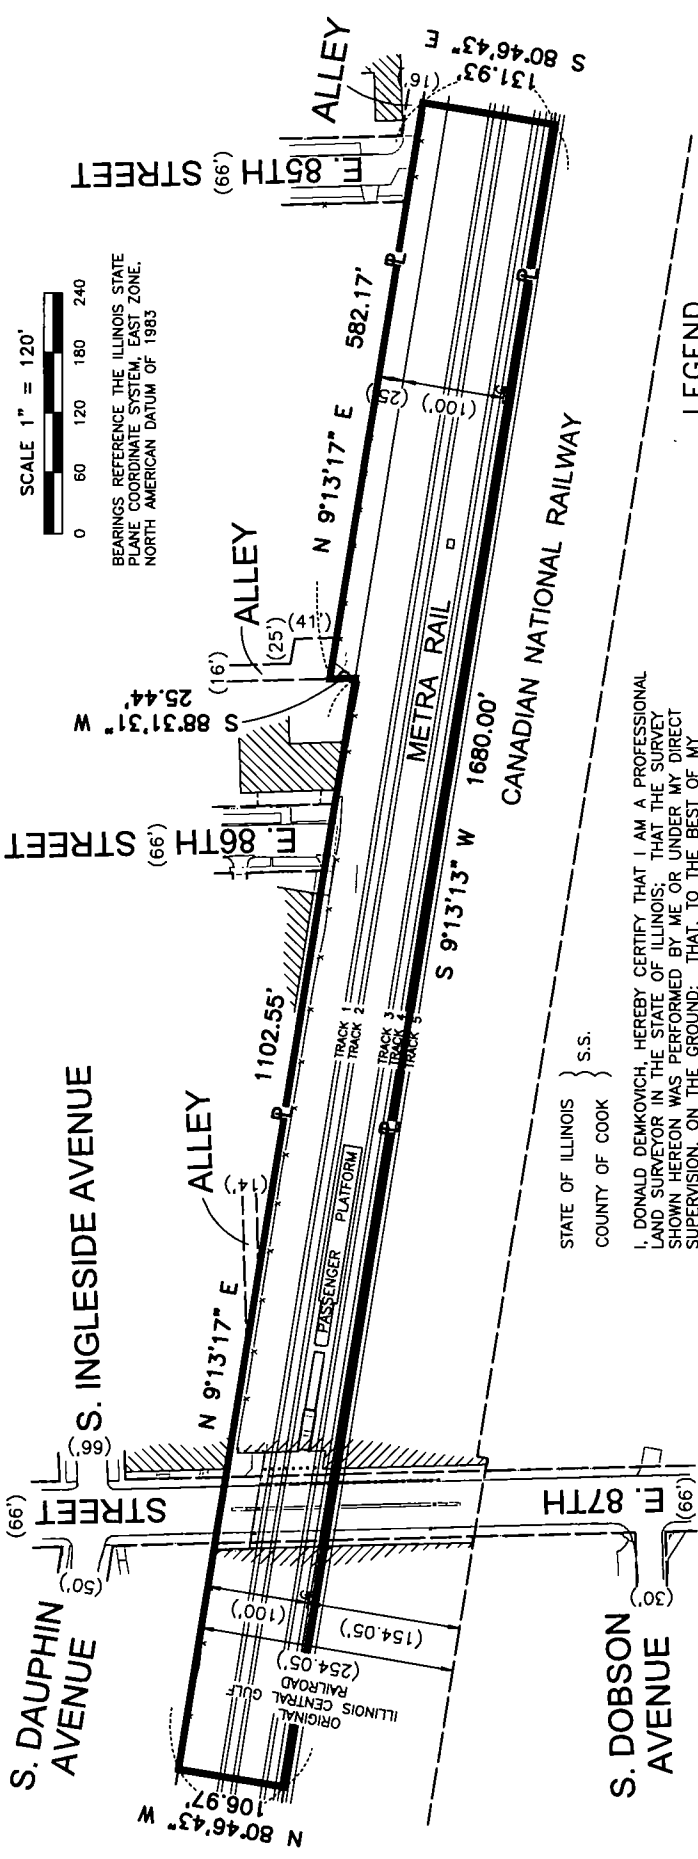 SCALE 1" = 120'
0 60 120 180 240
BEARINGS REFERENCE THE ILLINOIS STATE
PLANE COORDINATE SYSTEM, EAST ZONE,
NORTH AMERICAN DATUM OF 1983
S. DAUPHIN
AVENUE
(50')
(66')
STREET
(66')
S. INGLESIDE AVENUE
ALLEY
(14')
E. 86TH (66') STREET
ALLEY
(16')
(25')
(41')
S 88°31'31" W
25.44'
E. 85TH (66') STREET
ALLEY
(16')
S 80°46'43" E
131.93'
N 9°13'17" E
1102.55'
N 9°13'17" E
582.17'
PL
PL
PL
PL
(25')
(100')
METRA RAIL
CANADIAN NATIONAL RAILWAY
S 9°13'13" W
1680.00'
TRACK 1
TRACK 2
TRACK 3
TRACK 4
TRACK 5
PASSENGER PLATFORM
N 80°46'43" W
106.97'
(100')
(154.05')
(254.05')
ORIGINAL
ILLINOIS CENTRAL GULF
RAILROAD
E. 87TH
(66')
(30')
S. DOBSON
AVENUE
STATE OF ILLINOIS
COUNTY OF COOK
S.S.
I, DONALD DEMKOVICH, HEREBY CERTIFY THAT I AM A PROFESSIONAL
LAND SURVEYOR IN THE STATE OF ILLINOIS; THAT THE SURVEY
SHOWN HEREON WAS PERFORMED BY ME OR UNDER MY DIRECT
SUPERVISION, ON THE GROUND; THAT, TO THE BEST OF MY
LEGEND